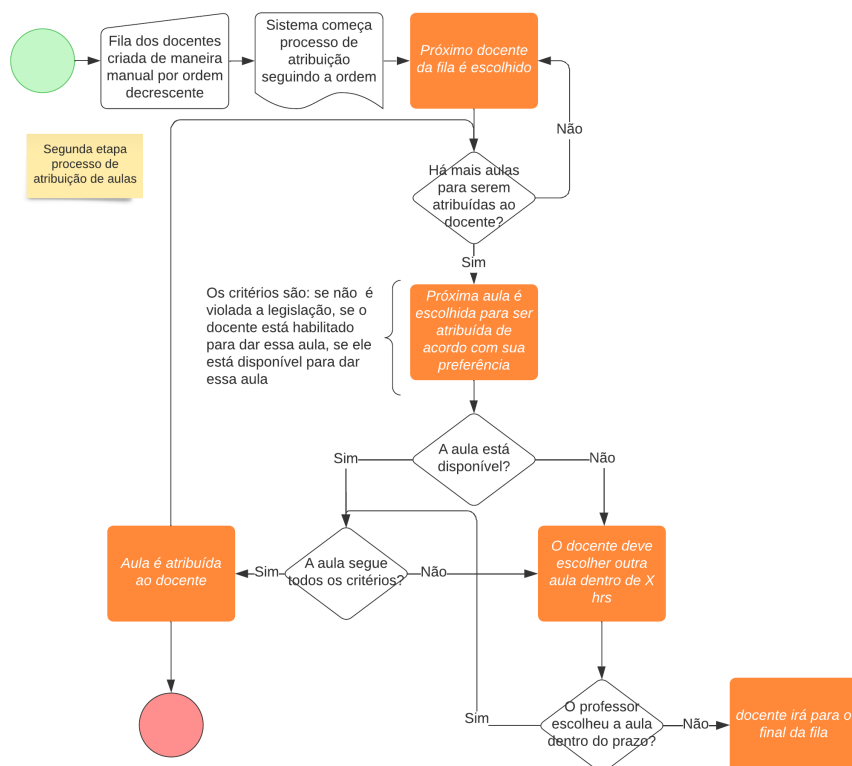 Fila dos docentes
criada de maneira
manual por ordem
decrescente
Sistema começa
processo de
atribuição
seguindo a ordem
Próximo docente
da fila é escolhido
Não
Segunda etapa
processo de
atribuição de aulas
Há mais aulas
para serem
atribuídas ao
docente?
Sim
Os critérios são: se não é
violada a legislação, se o
docente está habilitado
para dar essa aula, se ele
está disponível para dar
essa aula
Próxima aula é
escolhida para ser
atribuída de
acordo com sua
preferência
A aula está
disponível?
Sim
Não
Aula é atribuída
ao docente
Sim
A aula segue
todos os critérios?
Não
O docente deve
escolher outra
aula dentro de X
hrs
O professor
escolheu a aula
dentro do prazo?
Sim
Não
docente irá para o
final da fila